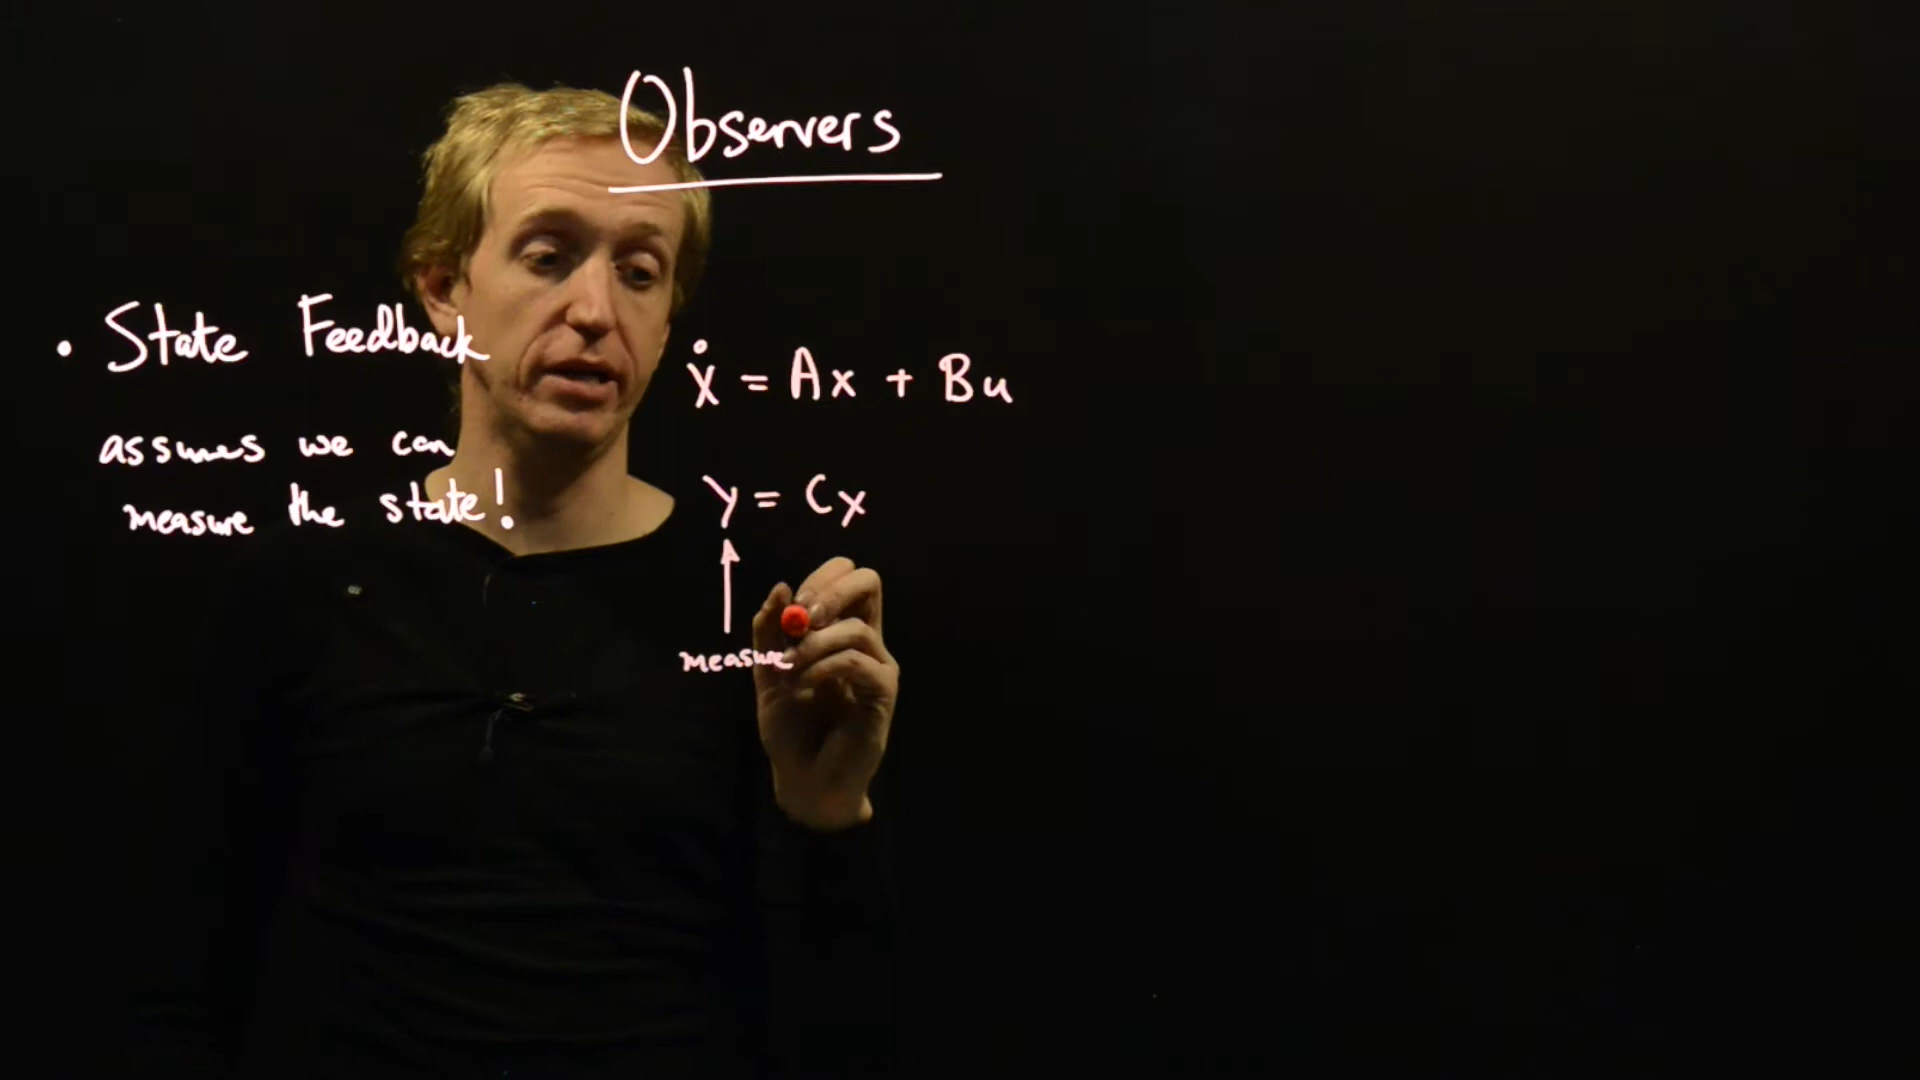 Observers
• State Feedback
assumes we can
measure the state!
ẋ = Ax + Bu
y = Cx
measure